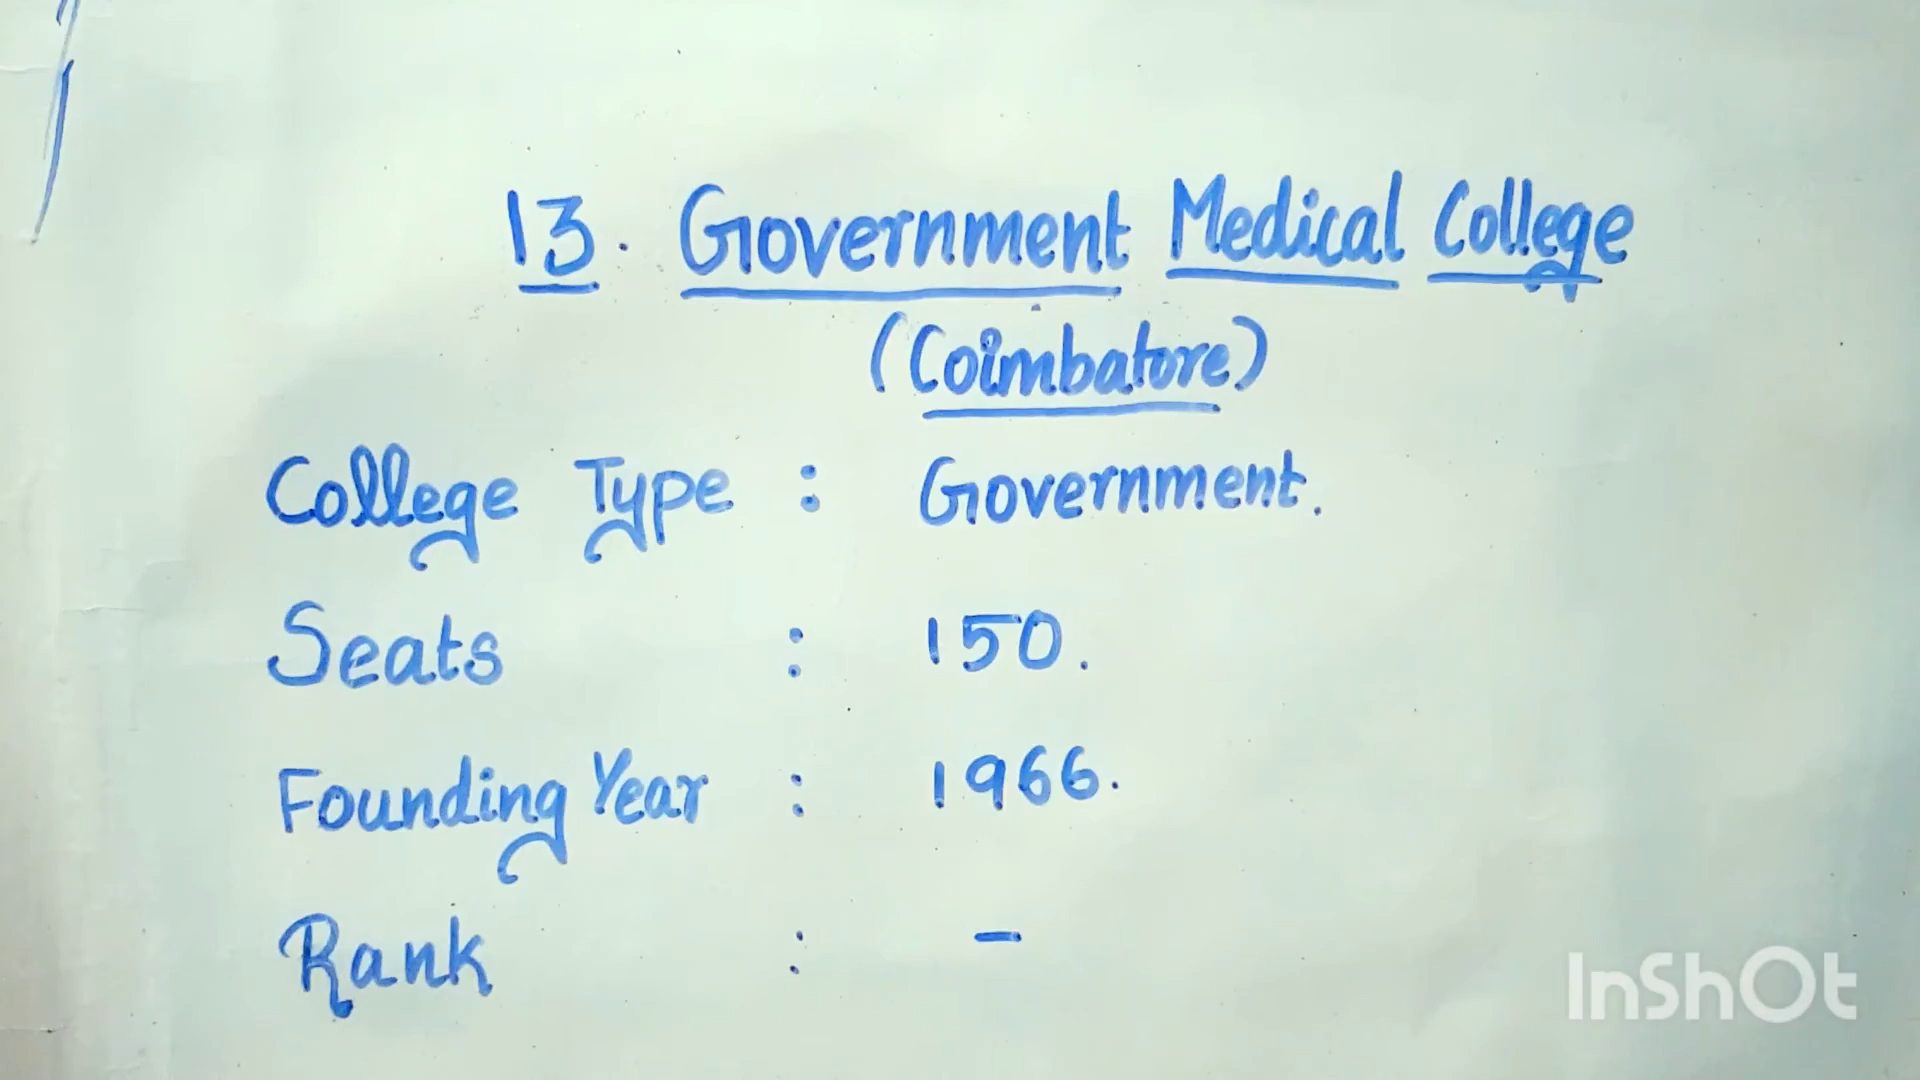 13. Government Medical College
(Coimbatore)
College Type : Government.
Seats : 150.
Founding Year : 1966.
Rank : -
InShOt